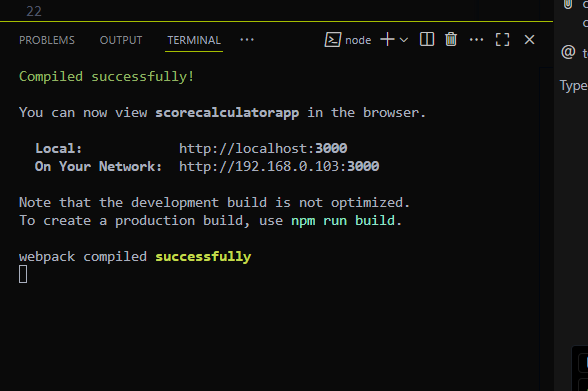 22
PROBLEMS OUTPUT TERMINAL ··· node
Compiled successfully!
You can now view scorecalculatorapp in the browser.
Local: http://localhost:3000
On Your Network: http://192.168.0.103:3000
Note that the development build is not optimized.
To create a production build, use npm run build.
webpack compiled successfully
@
Type